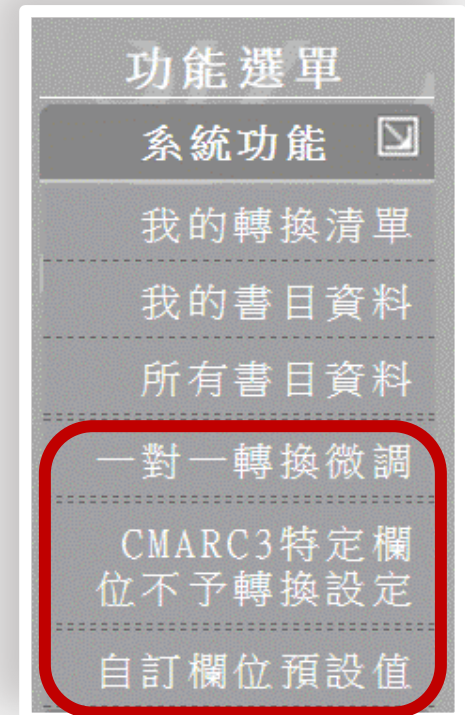 功能選單
系統功能
我的轉換清單
我的書目資料
所有書目資料
一對一轉換微調
CMARC3特定欄
位不予轉換設定
自訂欄位預設值